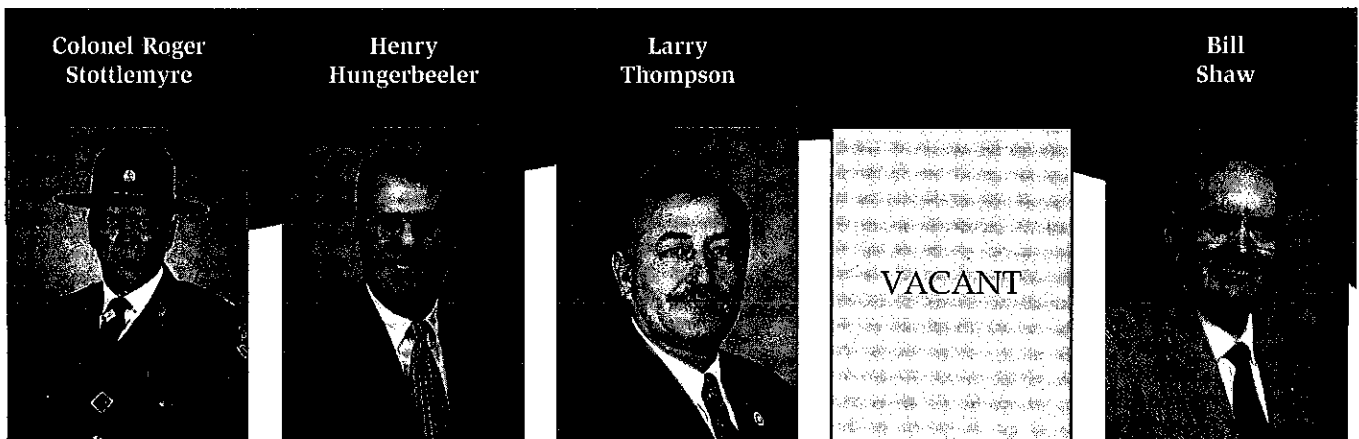 Colonel Roger
Stottlemyre
Henry
Hungerbeeler
Larry
Thompson
VACANT
Bill
Shaw